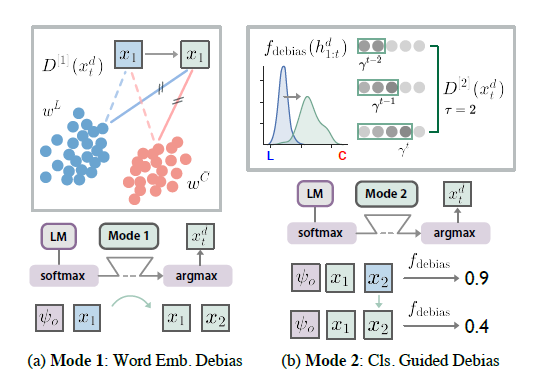 D^{[1]}(x_t^d)
x_1
x_1
w^L
w^C
LM
Mode 1
x_t^d
softmax
argmax
ψ_o
x_1
x_1
x_2
(a) Mode 1: Word Emb. Debias
f_debias(h_{1:t}^d)
γ^{t-2}
γ^{t-1}
γ^t
D^{[2]}(x_t^d)
τ = 2
L
C
LM
Mode 2
x_t^d
softmax
argmax
ψ_o
x_1
x_2
f_debias
0.9
ψ_o
x_1
x_2
f_debias
0.4
(b) Mode 2: Cls. Guided Debias